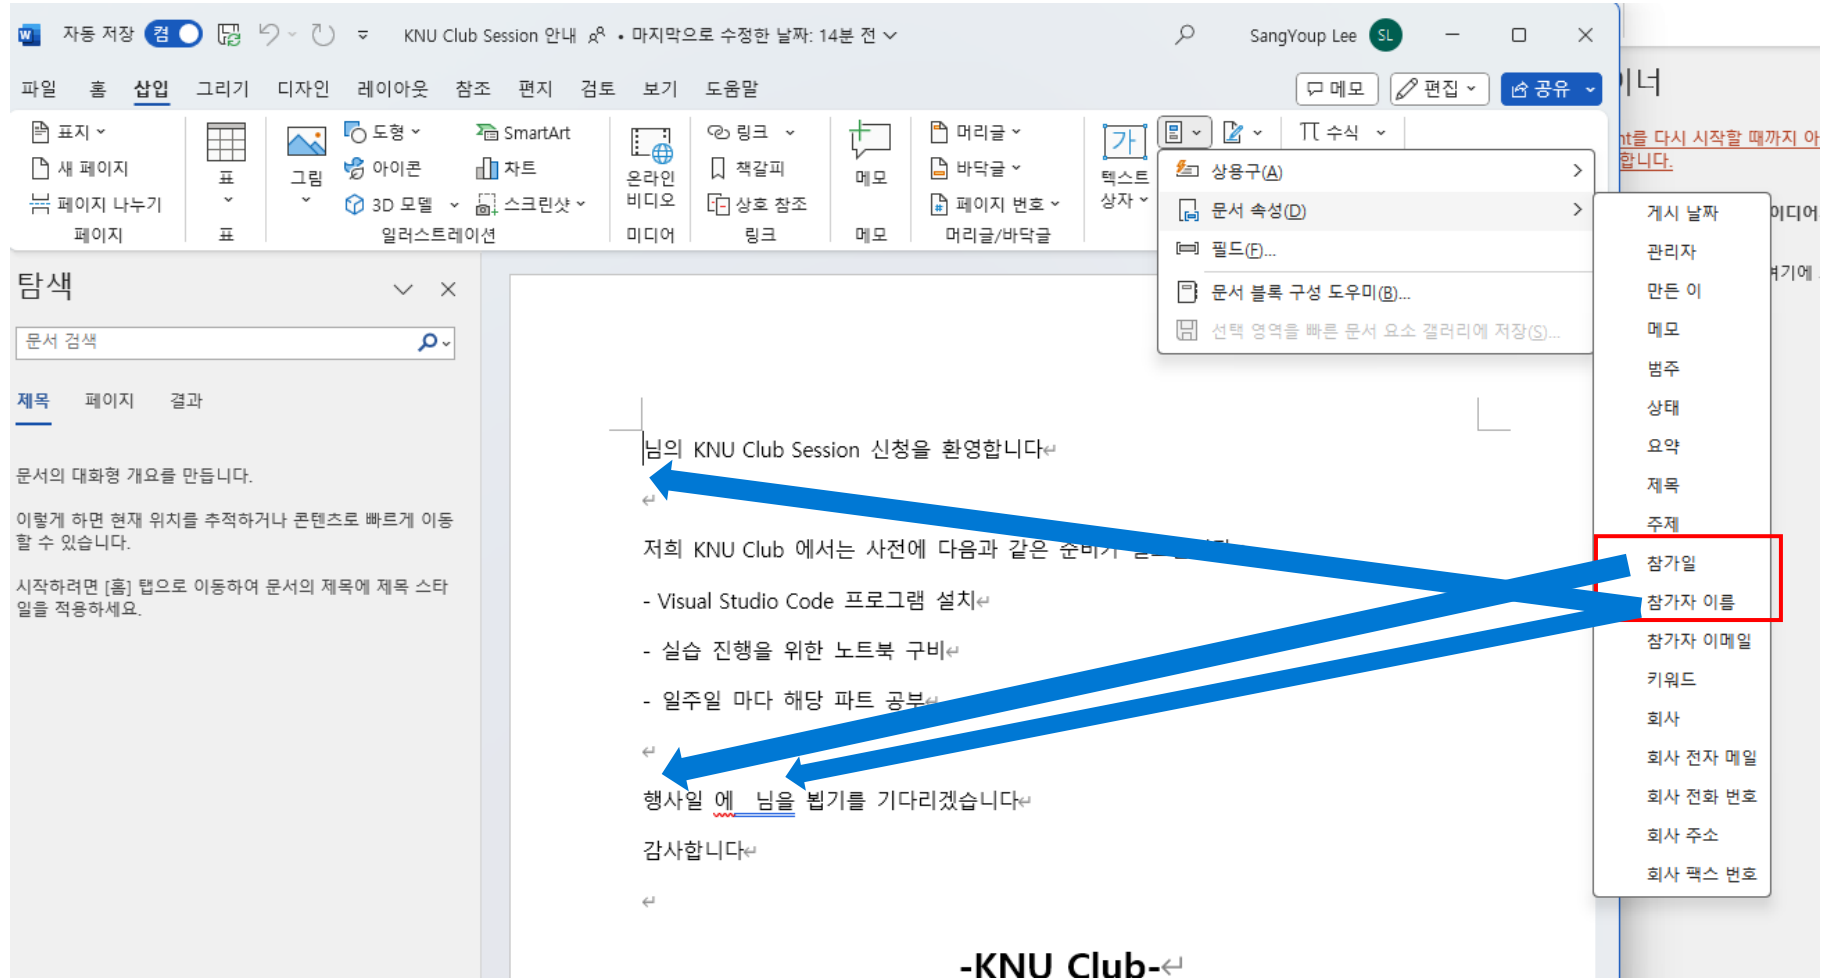 자동 저장 켬 KNU Club Session 안내 • 마지막으로 수정한 날짜: 14분 전 SangYoup Lee SL
파일 홈 삽입 그리기 디자인 레이아웃 참조 편지 검토 보기 도움말 메모 편집 공유
표지 도형 SmartArt 링크 머리글 가 수식
새 페이지 아이콘 차트 책갈피 바닥글
페이지 나누기 표 그림 3D 모델 스크린샷 온라인 비디오 상호 참조 메모 페이지 번호 텍스트 상자
페이지 표 일러스트레이션 미디어 링크 메모 머리글/바닥글
상용구(A)
문서 속성(D)
필드(F)...
문서 블록 구성 도우미(B)...
선택 영역을 빠른 문서 요소 갤러리에 저장(S)...
게시 날짜
관리자
만든 이
메모
범주
상태
요약
제목
주제
참가일
참가자 이름
참가자 이메일
키워드
회사
회사 전자 메일
회사 전화 번호
회사 주소
회사 팩스 번호
탐색
문서 검색
제목 페이지 결과
문서의 대화형 개요를 만듭니다.
이렇게 하면 현재 위치를 추적하거나 콘텐츠로 빠르게 이동
할 수 있습니다.
시작하려면 [홈] 탭으로 이동하여 문서의 제목에 제목 스타
일을 적용하세요.
님의 KNU Club Session 신청을 환영합니다
저희 KNU Club 에서는 사전에 다음과 같은
- Visual Studio Code 프로그램 설치
- 실습 진행을 위한 노트북 구비
- 일주일 마다 해당 파트 공부
행사일 에 님을 뵙기를 기다리겠습니다
감사합니다
-KNU Club-
를 다시 시작할 때까지 아
합니다.
이디어